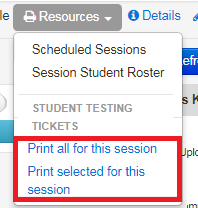 Resources
Details
Scheduled Sessions
Session Student Roster
STUDENT TESTING
TICKETS
Print all for this session
Print selected for this
session